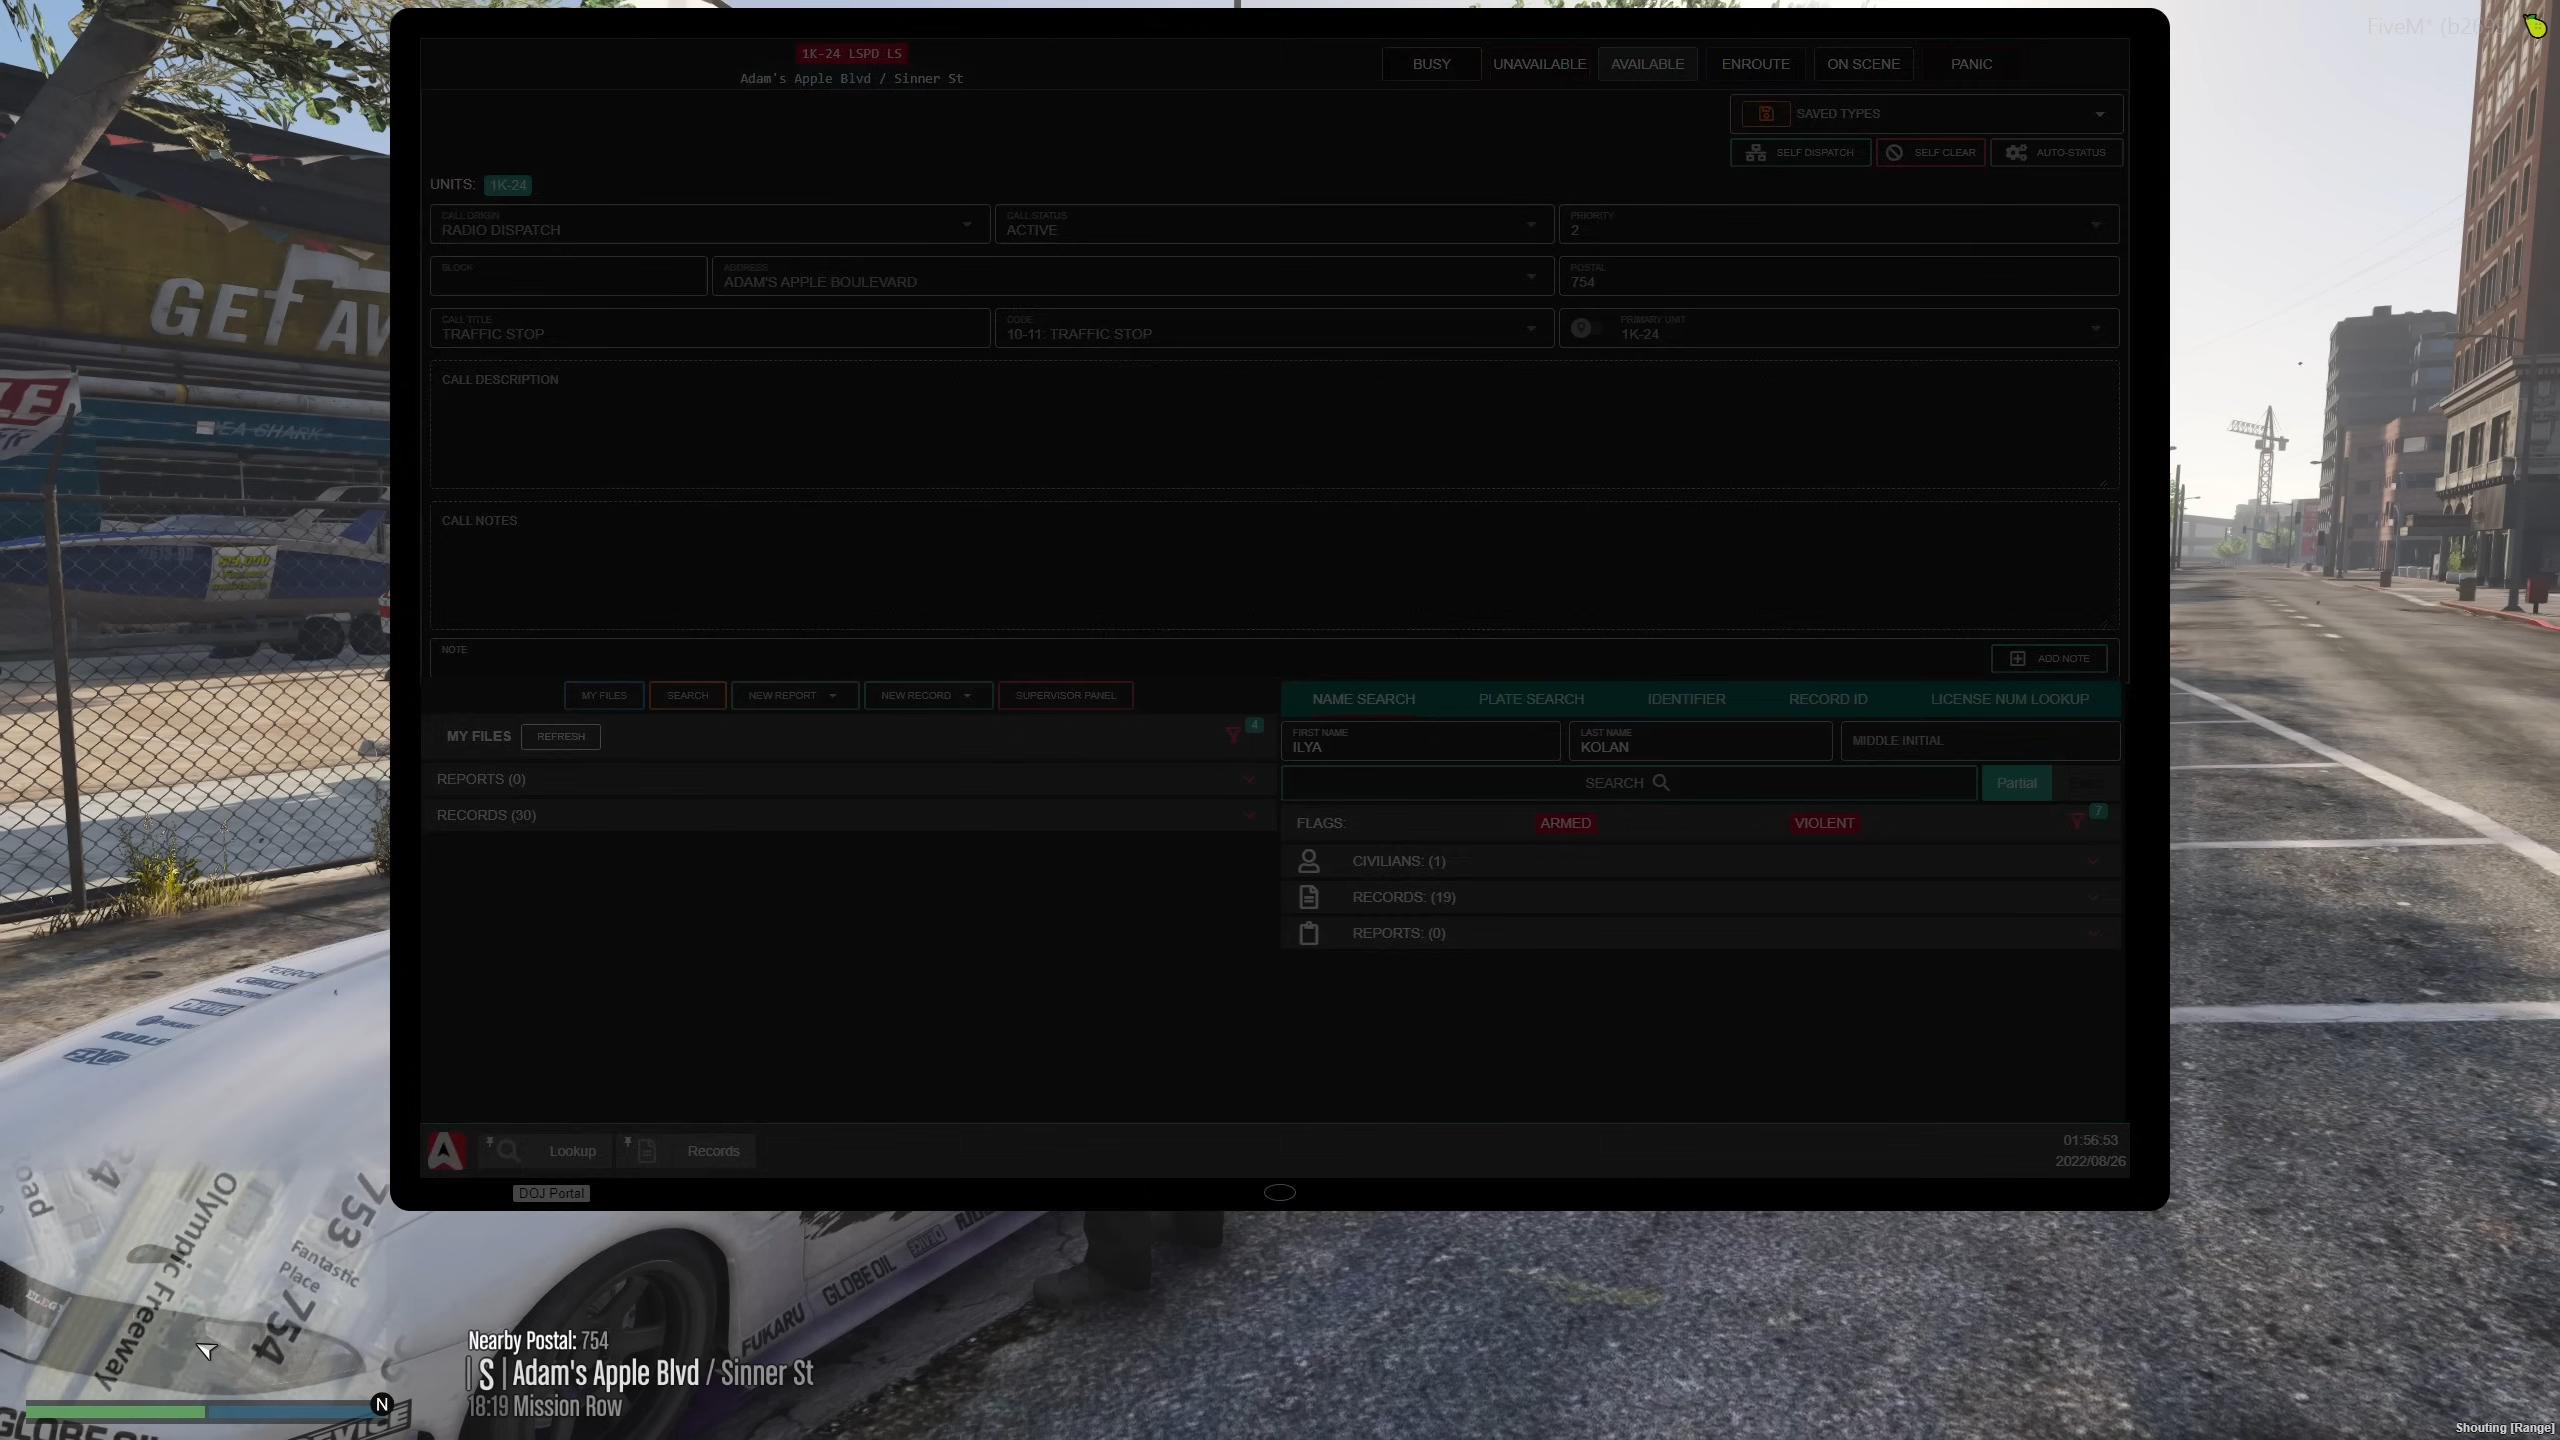 FiveM* (b26
1K-24 LSPD LS
Adam's Apple Blvd / Sinner St
BUSY
UNAVAILABLE
AVAILABLE
ENROUTE
ON SCENE
PANIC
SAVED TYPES
SELF DISPATCH
SELF CLEAR
AUTO-STATUS
UNITS: 1K-24
CALL ORIGIN
RADIO DISPATCH
CALL STATUS
ACTIVE
PRIORITY
2
BLOCK
ADDRESS
ADAM'S APPLE BOULEVARD
POSTAL
754
CALL TITLE
TRAFFIC STOP
CODE
10-11: TRAFFIC STOP
PRIMARY UNIT
1K-24
CALL DESCRIPTION
CALL NOTES
NOTE
ADD NOTE
MY FILES
SEARCH
NEW REPORT
NEW RECORD
SUPERVISOR PANEL
MY FILES
REFRESH
4
REPORTS (0)
RECORDS (30)
NAME SEARCH
PLATE SEARCH
IDENTIFIER
RECORD ID
LICENSE NUM LOOKUP
FIRST NAME
ILYA
LAST NAME
KOLAN
MIDDLE INITIAL
SEARCH
Partial
FLAGS:
ARMED
VIOLENT
7
CIVILIANS: (1)
RECORDS: (19)
REPORTS: (0)
Lookup
Records
01:56:53
2022/08/26
DOJ Portal
GET AW
EA SHARK
Olympic Freeway
753
Fantastic
Place
754
oad
GLOBE OIL
FUKARU
Nearby Postal: 754
| S | Adam's Apple Blvd / Sinner St
18:19 Mission Row
N
Shouting [Range]